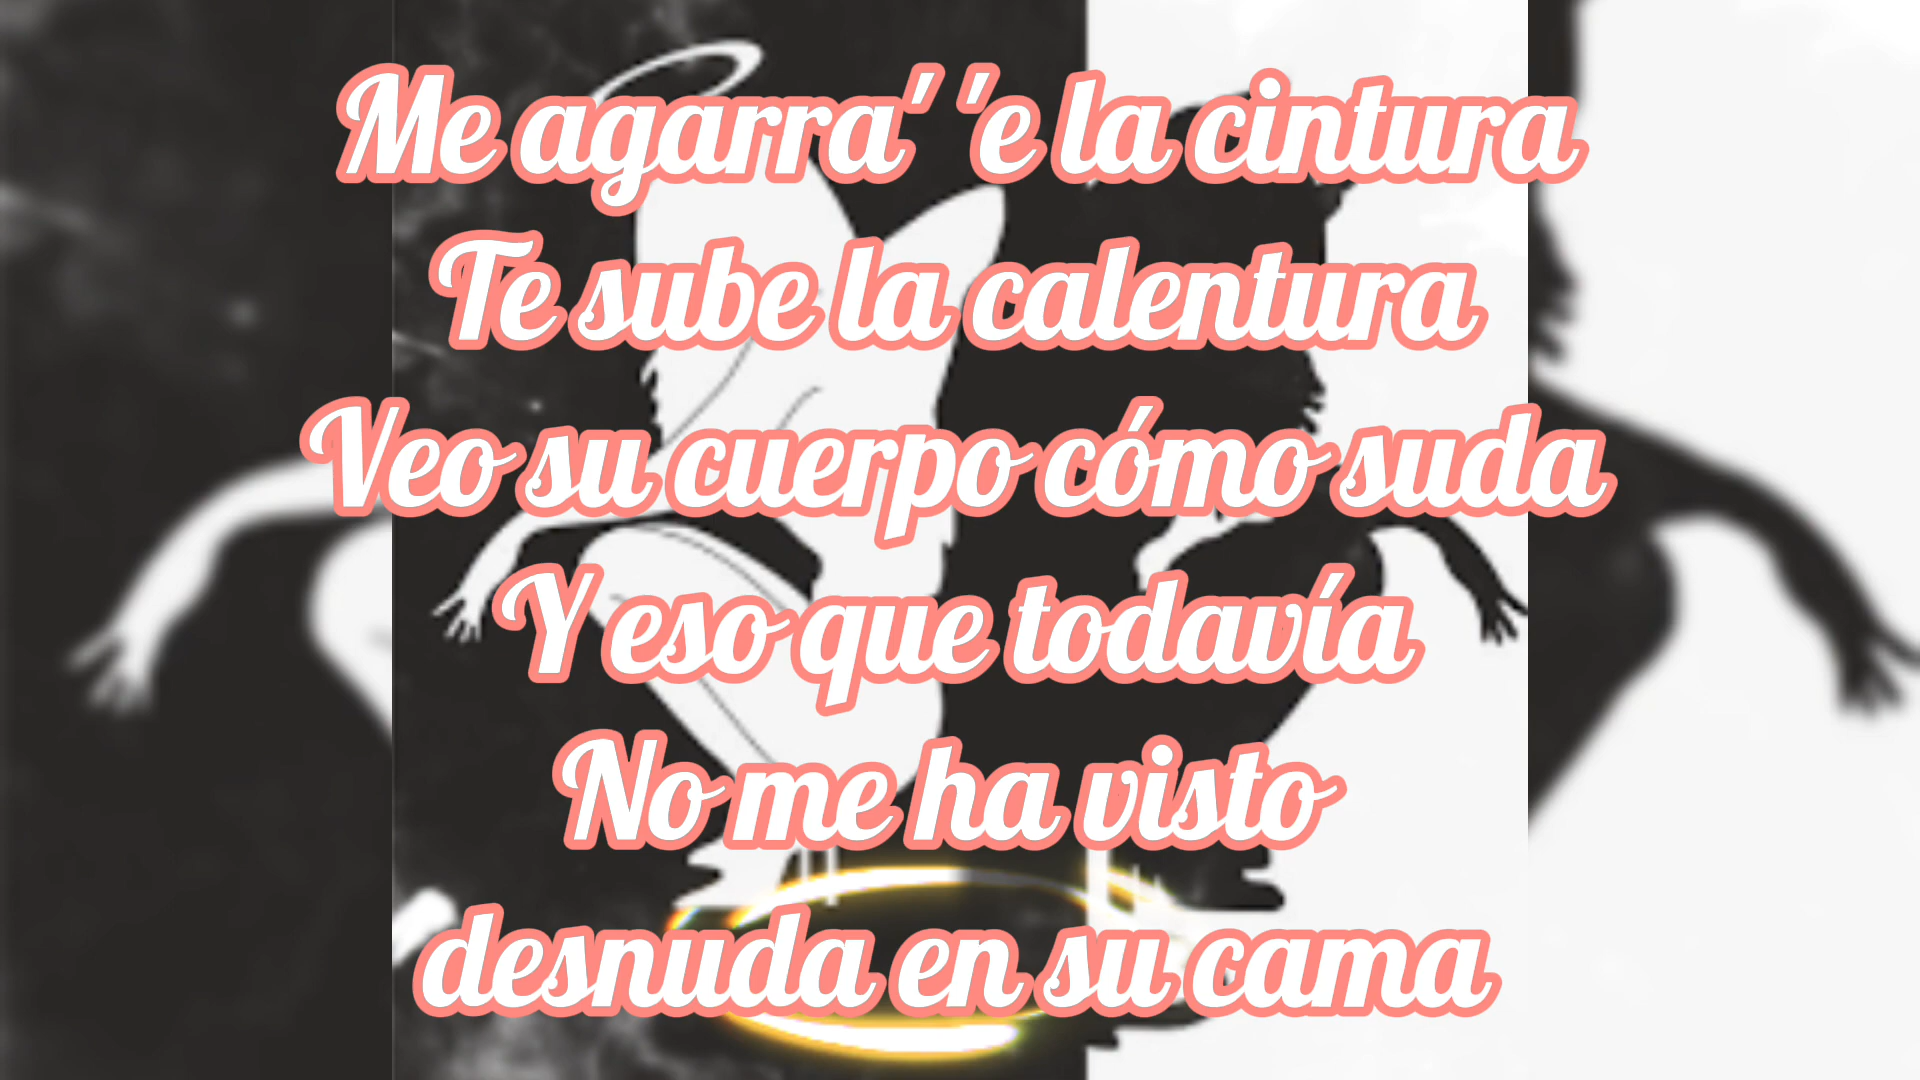 Me agarra' 'e la cintura
Te sube la calentura
Veo su cuerpo cómo suda
Y eso que todavía
No me ha visto
desnuda en su cama